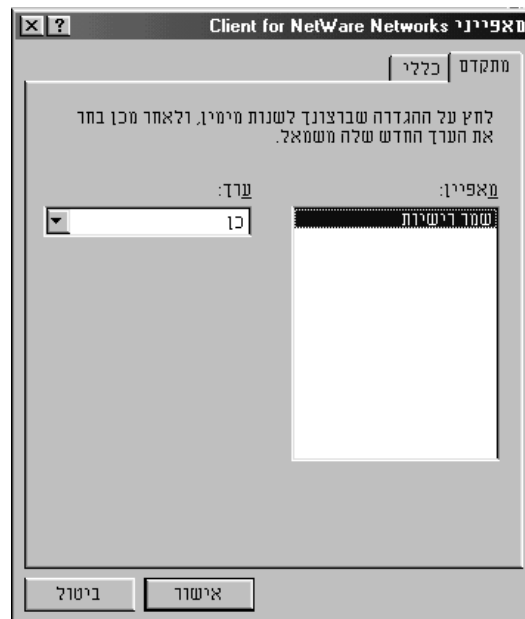 מאפייני Client for NetWare Networks
מתקדם
כללי
לחץ על ההגדרה שברצונך לשנות מימין, ולאחר מכן בחר
את הערך החדש שלה משמאל.
מאפיין:
ערך:
שמר רישיות
כן
אישור
ביטול